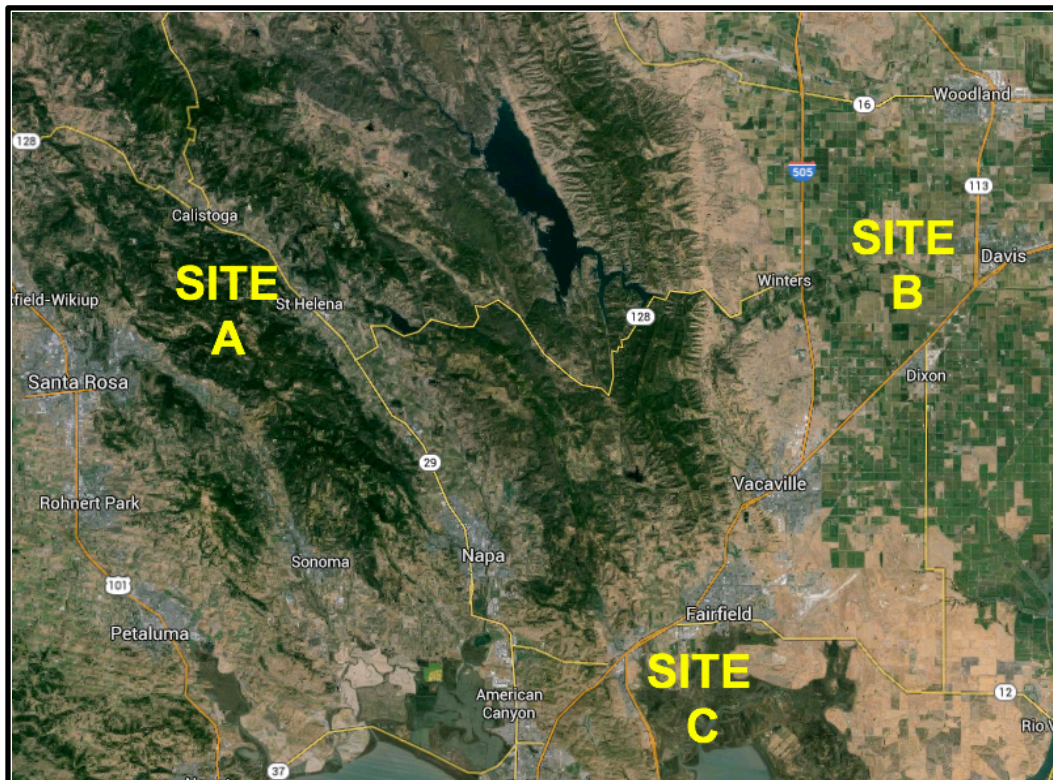 16
Woodland
128
505
113
Calistoga
SITE
A
SITE
B
Davis
Winters
St Helena
field-Wikiup
128
Santa Rosa
Dixon
29
Vacaville
Rohnert Park
Napa
Sonoma
101
Petaluma
Fairfield
SITE
C
American
Canyon
12
Rio V
37